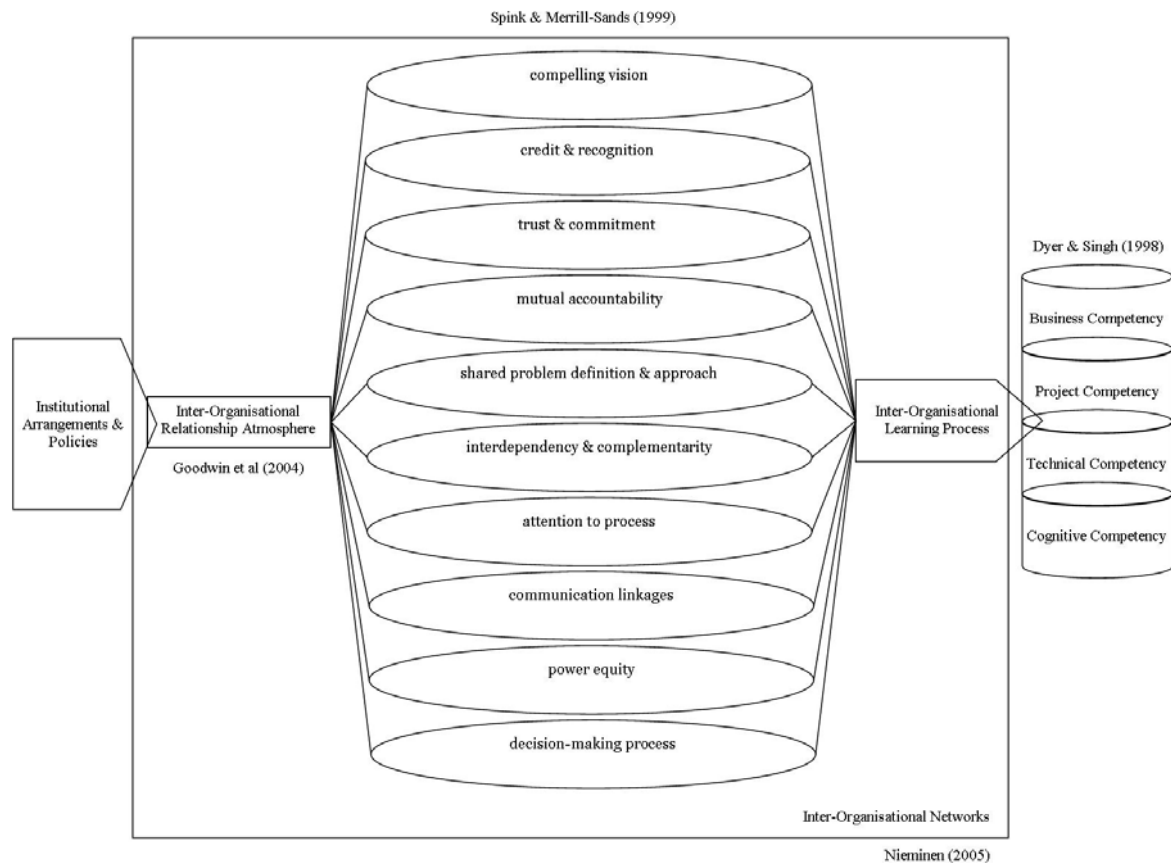 Spink & Merrill-Sands (1999)
compelling vision
credit & recognition
trust & commitment
mutual accountability
shared problem definition & approach
interdependency & complementarity
attention to process
communication linkages
power equity
decision-making process
Institutional
Arrangements &
Policies
Inter-Organisational
Relationship Atmosphere
Goodwin et al (2004)
Inter-Organisational
Learning Process
Dyer & Singh (1998)
Business Competency
Project Competency
Technical Competency
Cognitive Competency
Inter-Organisational Networks
Nieminen (2005)